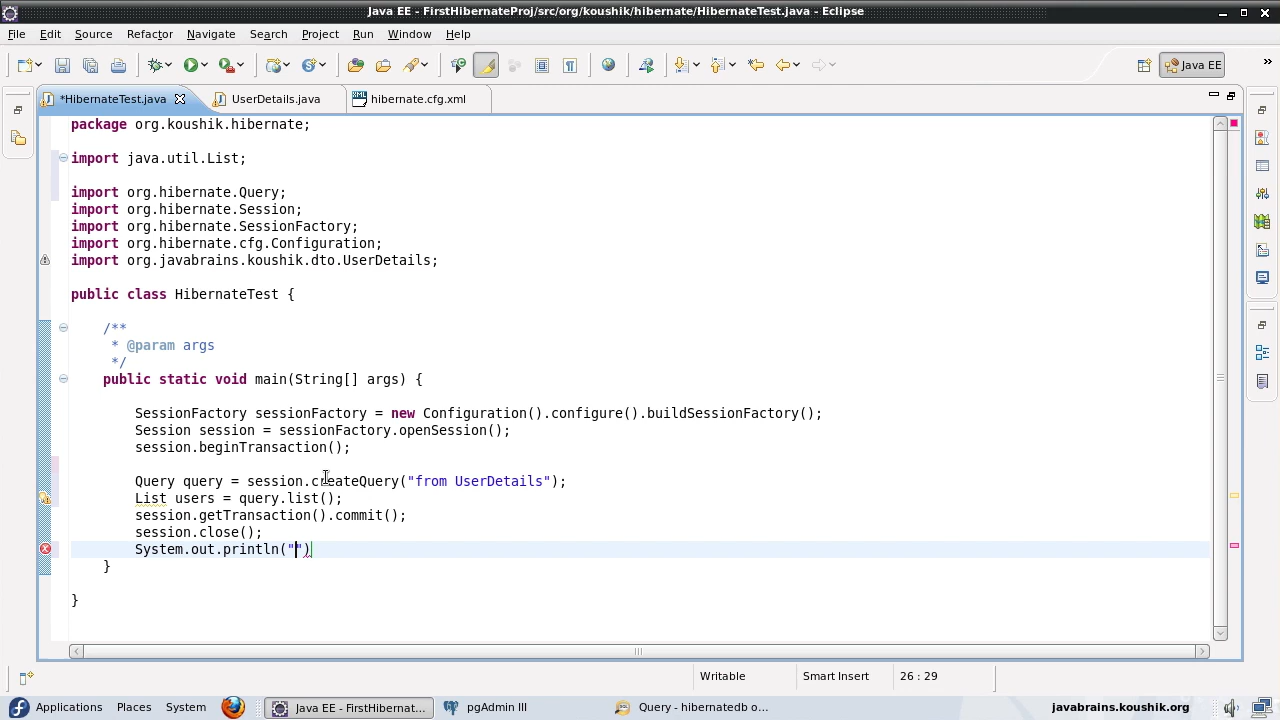 Java EE - FirstHibernateProj/src/org/koushik/hibernate/HibernateTest.java - Eclipse
File Edit Source Refactor Navigate Search Project Run Window Help
Java EE »
*HibernateTest.java UserDetails.java hibernate.cfg.xml
package org.koushik.hibernate;
import java.util.List;
import org.hibernate.Query;
import org.hibernate.Session;
import org.hibernate.SessionFactory;
import org.hibernate.cfg.Configuration;
import org.javabrains.koushik.dto.UserDetails;
public class HibernateTest {
/**
* @param args
*/
public static void main(String[] args) {
SessionFactory sessionFactory = new Configuration().configure().buildSessionFactory();
Session session = sessionFactory.openSession();
session.beginTransaction();
Query query = session.createQuery("from UserDetails");
List users = query.list();
session.getTransaction().commit();
session.close();
System.out.println("")
}
}
Writable Smart Insert 26 : 29
Applications Places System Java EE - FirstHibernat... pgAdmin III Query - hibernatedb o... javabrains.koushik.org